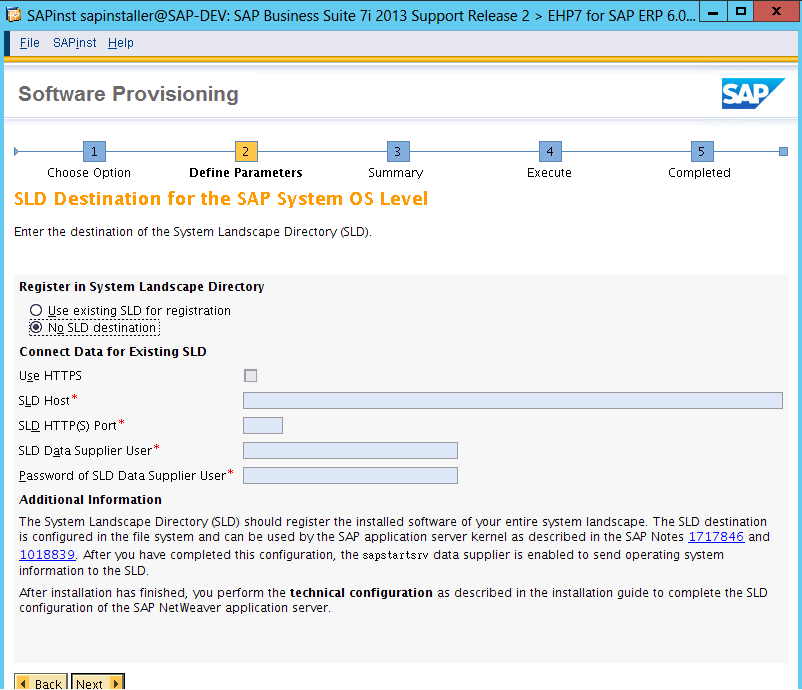 SAPinst sapinstaller@SAP-DEV: SAP Business Suite 7i 2013 Support Release 2 > EHP7 for SAP ERP 6.0...
File SAPinst Help
Software Provisioning
SAP
1 2 3 4 5
Choose Option Define Parameters Summary Execute Completed
SLD Destination for the SAP System OS Level
Enter the destination of the System Landscape Directory (SLD).
Register in System Landscape Directory
Use existing SLD for registration
No SLD destination
Connect Data for Existing SLD
Use HTTPS
SLD Host*
SLD HTTP(S) Port*
SLD Data Supplier User*
Password of SLD Data Supplier User*
Additional Information
The System Landscape Directory (SLD) should register the installed software of your entire system landscape. The SLD destination
is configured in the file system and can be used by the SAP application server kernel as described in the SAP Notes 1717846 and
1018839. After you have completed this configuration, the sapstartsrv data supplier is enabled to send operating system
information to the SLD.
After installation has finished, you perform the technical configuration as described in the installation guide to complete the SLD
configuration of the SAP NetWeaver application server.
Back Next